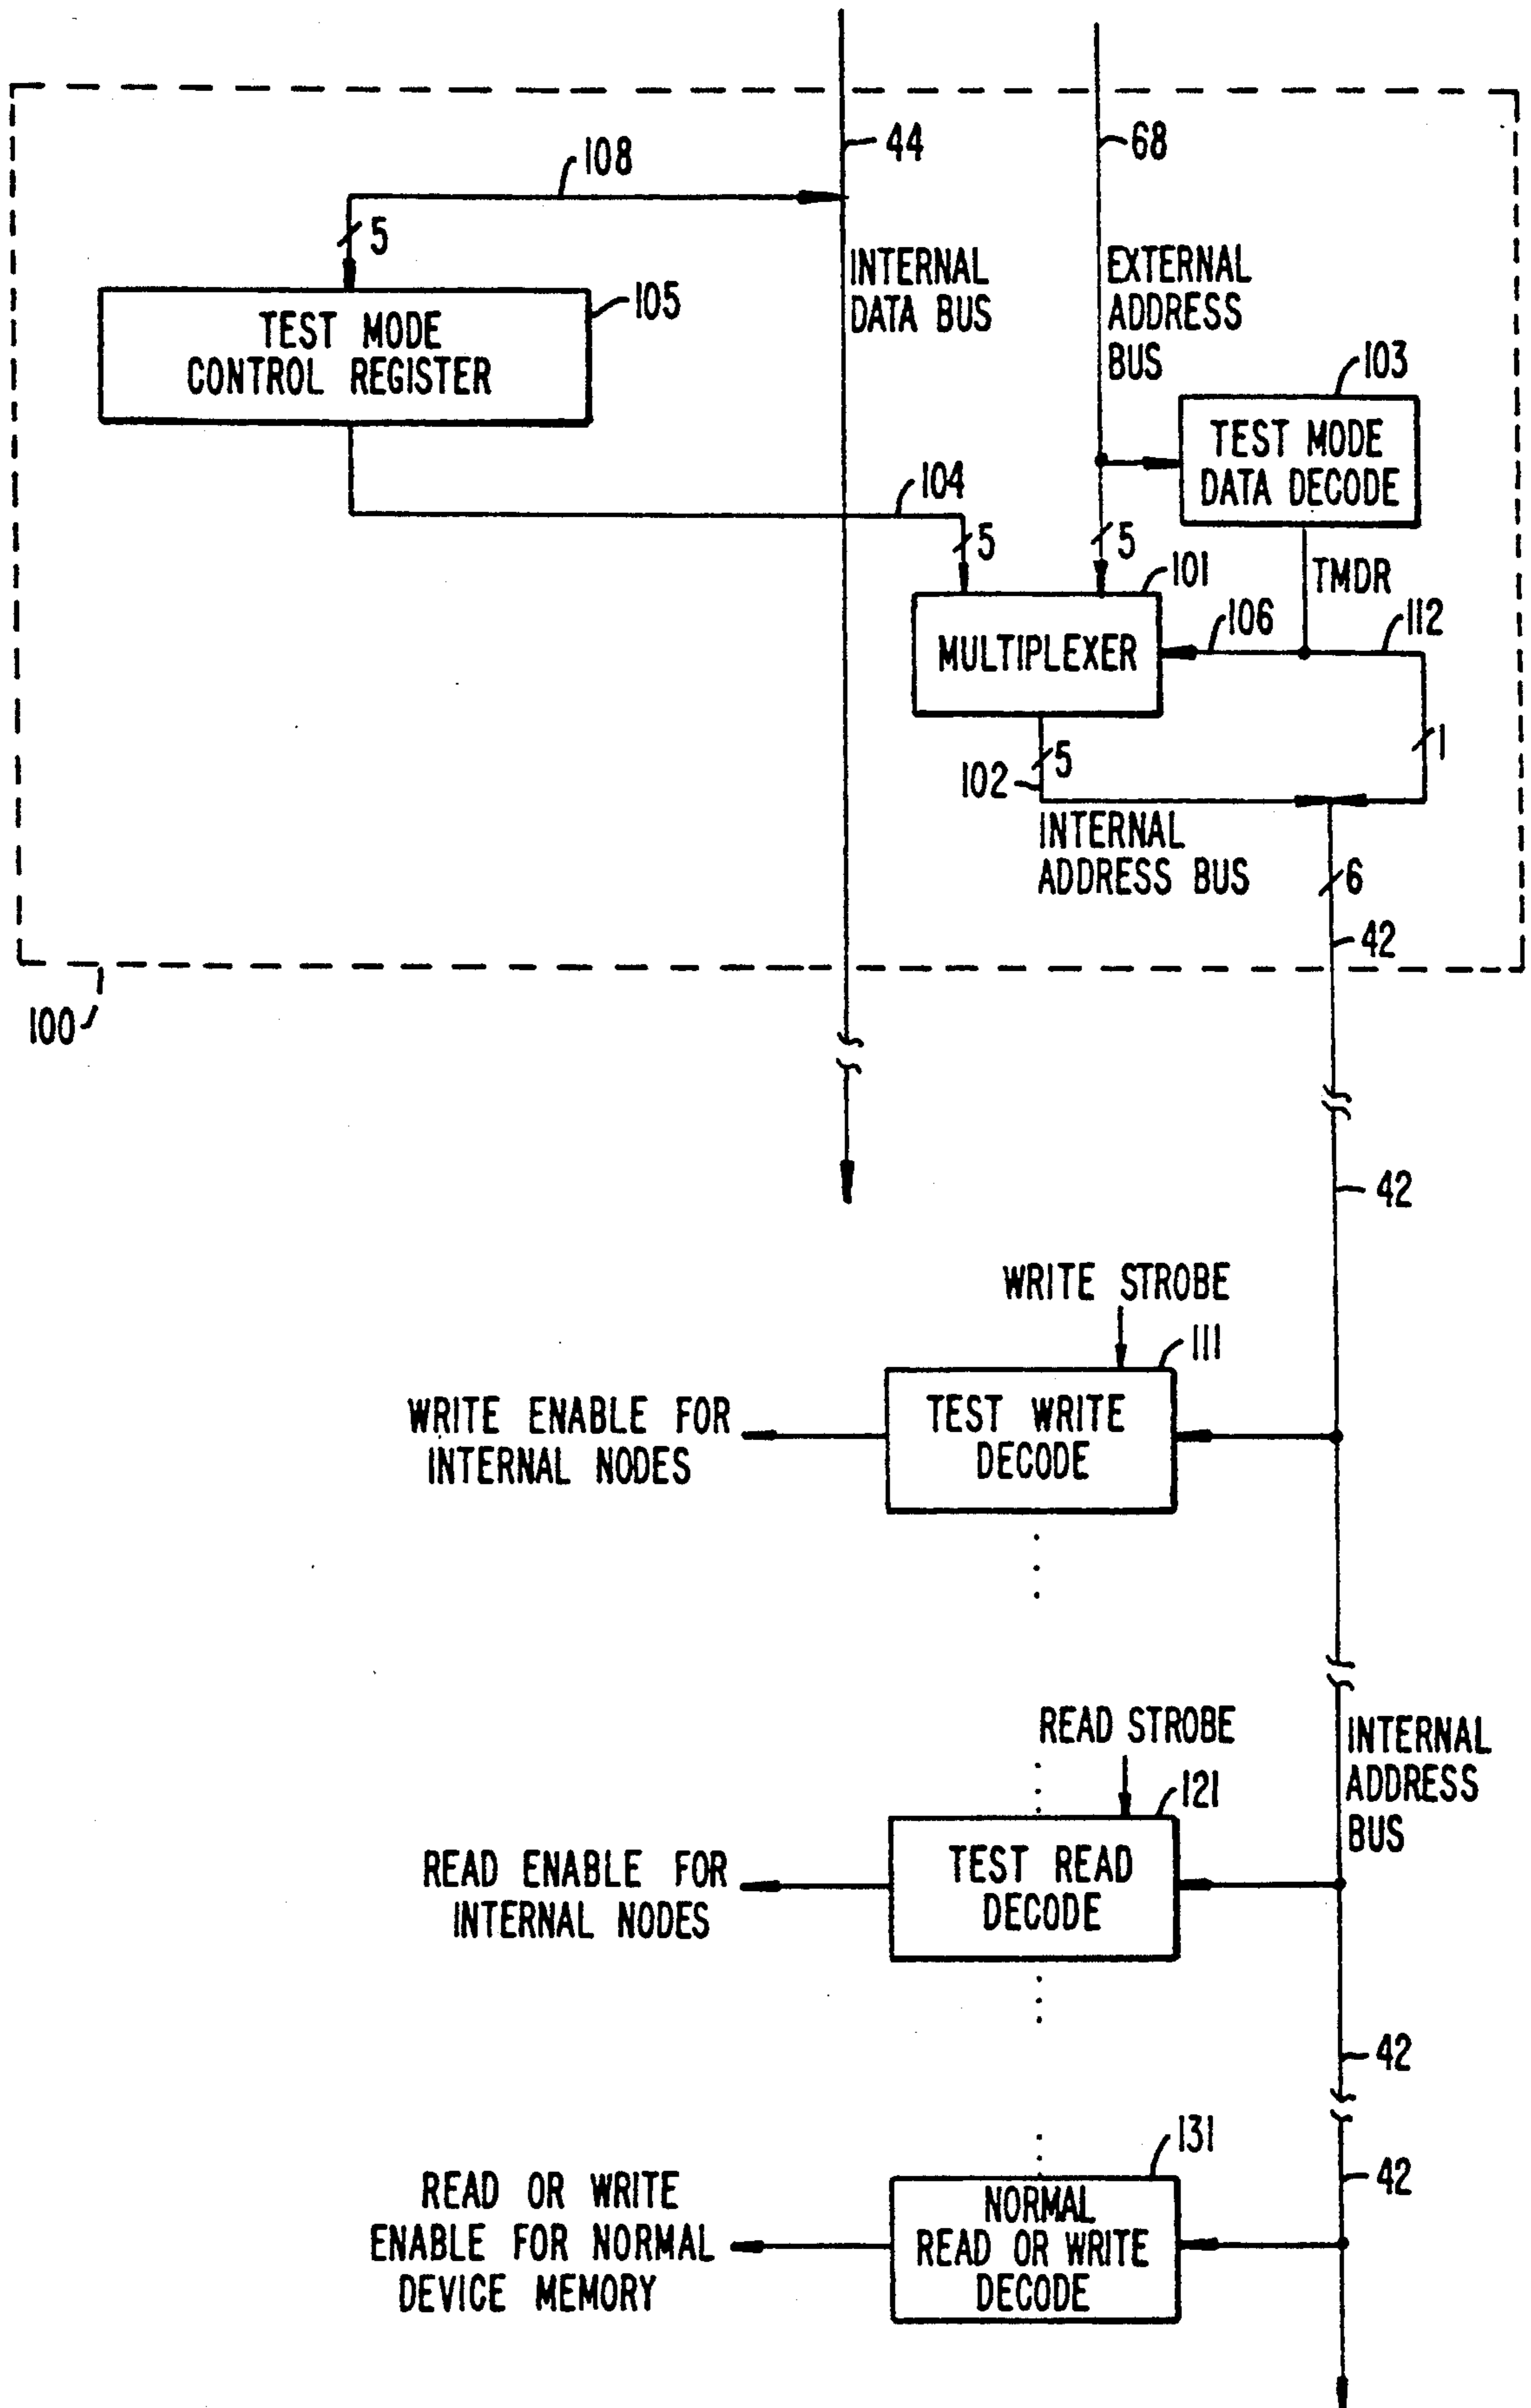 108
44
68
5
INTERNAL
DATA BUS
EXTERNAL
ADDRESS
BUS
105
TEST MODE
CONTROL REGISTER
103
TEST MODE
DATA DECODE
104
5
5
101
TMDR
MULTIPLEXER
106
112
5
1
102
INTERNAL
ADDRESS BUS
6
42
100
42
WRITE STROBE
111
WRITE ENABLE FOR
INTERNAL NODES
TEST WRITE
DECODE
READ STROBE
INTERNAL
ADDRESS
BUS
121
READ ENABLE FOR
INTERNAL NODES
TEST READ
DECODE
42
131
42
READ OR WRITE
ENABLE FOR NORMAL
DEVICE MEMORY
NORMAL
READ OR WRITE
DECODE